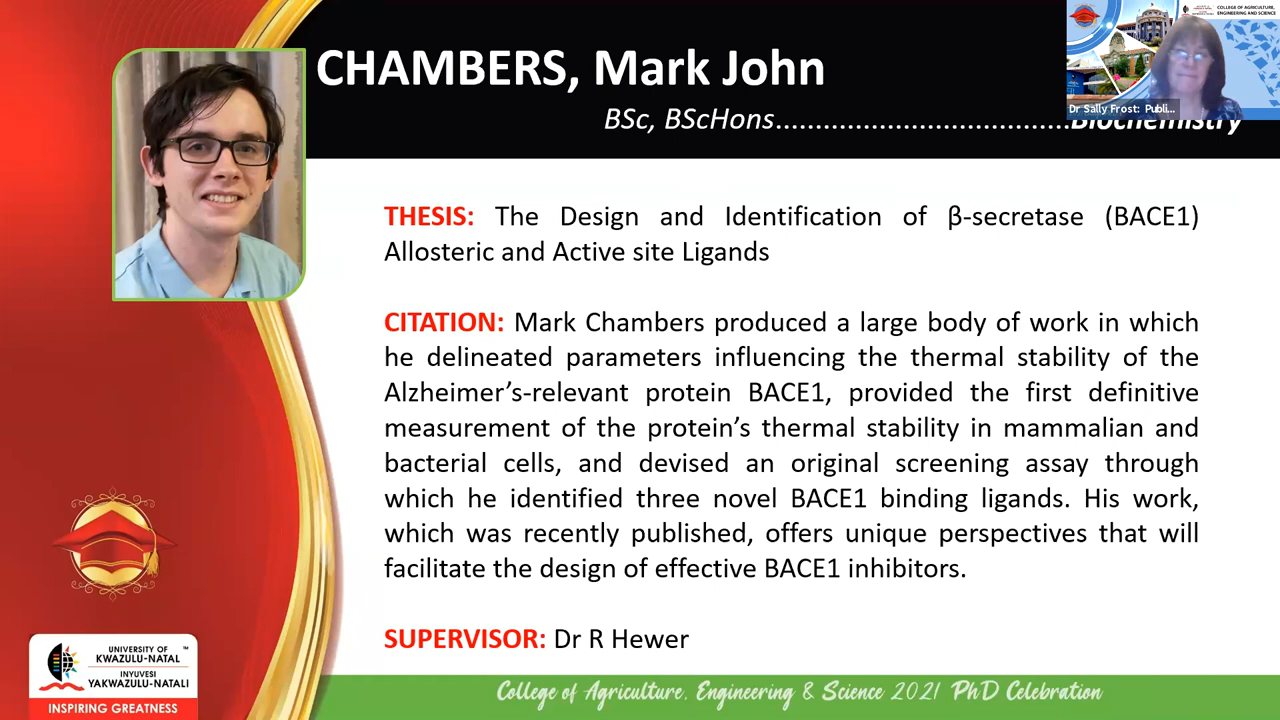 CHAMBERS, Mark John
BSc, BScHons.....................................Biochemistry
COLLEGE OF AGRICULTURE,
ENGINEERING AND SCIENCE
Dr Sally Frost: Publi...
THESIS: The Design and Identification of β-secretase (BACE1)
Allosteric and Active site Ligands
CITATION: Mark Chambers produced a large body of work in which
he delineated parameters influencing the thermal stability of the
Alzheimer’s-relevant protein BACE1, provided the first definitive
measurement of the protein’s thermal stability in mammalian and
bacterial cells, and devised an original screening assay through
which he identified three novel BACE1 binding ligands. His work,
which was recently published, offers unique perspectives that will
facilitate the design of effective BACE1 inhibitors.
SUPERVISOR: Dr R Hewer
UNIVERSITY OF ™
KWAZULU-NATAL
INYUVESI
YAKWAZULU-NATALI
INSPIRING GREATNESS
College of Agriculture, Engineering & Science 2021 PhD Celebration